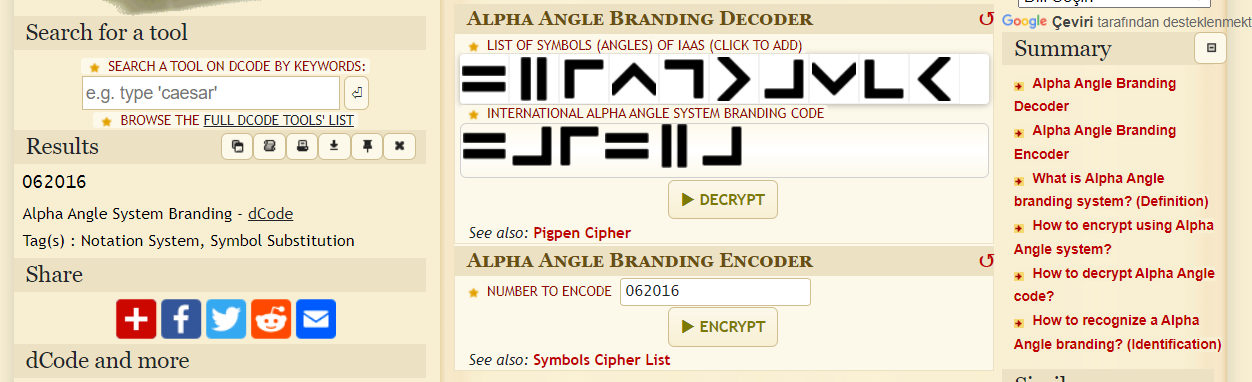 Search for a tool
SEARCH A TOOL ON DCODE BY KEYWORDS:
e.g. type 'caesar'
BROWSE THE FULL DCODE TOOLS' LIST
Results
062016
Alpha Angle System Branding - dCode
Tag(s) : Notation System, Symbol Substitution
Share
dCode and more
ALPHA ANGLE BRANDING DECODER
LIST OF SYMBOLS (ANGLES) OF IAAS (CLICK TO ADD)
INTERNATIONAL ALPHA ANGLE SYSTEM BRANDING CODE
DECRYPT
See also: Pigpen Cipher
ALPHA ANGLE BRANDING ENCODER
NUMBER TO ENCODE 062016
ENCRYPT
See also: Symbols Cipher List
Google Çeviri tarafından desteklenmekt
Summary
Alpha Angle Branding
Decoder
Alpha Angle Branding
Encoder
What is Alpha Angle
branding system? (Definition)
How to encrypt using Alpha
Angle system?
How to decrypt Alpha Angle
code?
How to recognize a Alpha
Angle branding? (Identification)